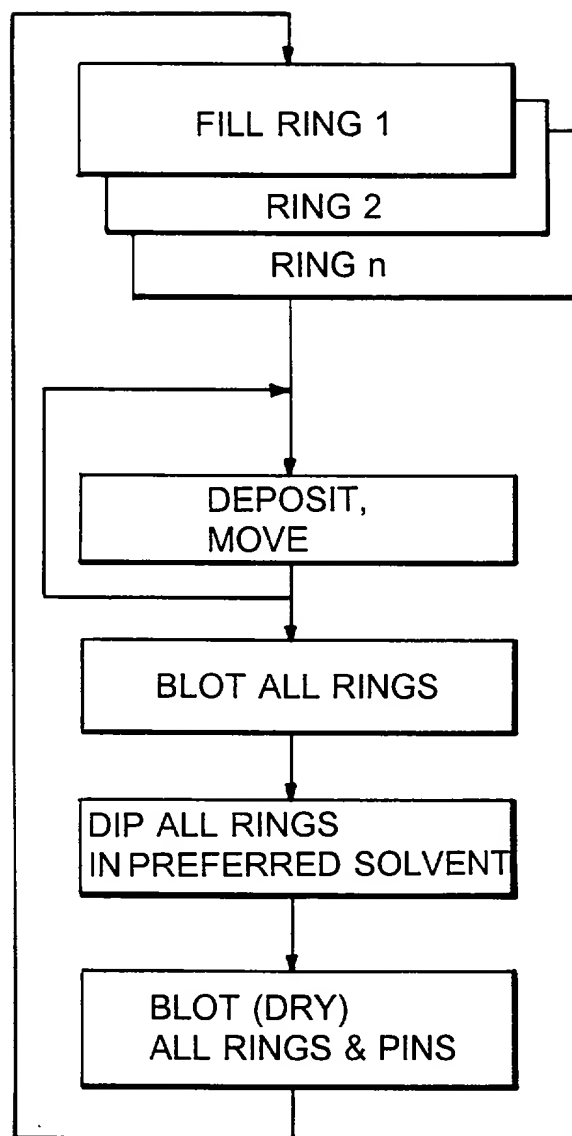 FILL RING 1
RING 2
RING n
DEPOSIT,
MOVE
BLOT ALL RINGS
DIP ALL RINGS
IN PREFERRED SOLVENT
BLOT (DRY)
ALL RINGS & PINS